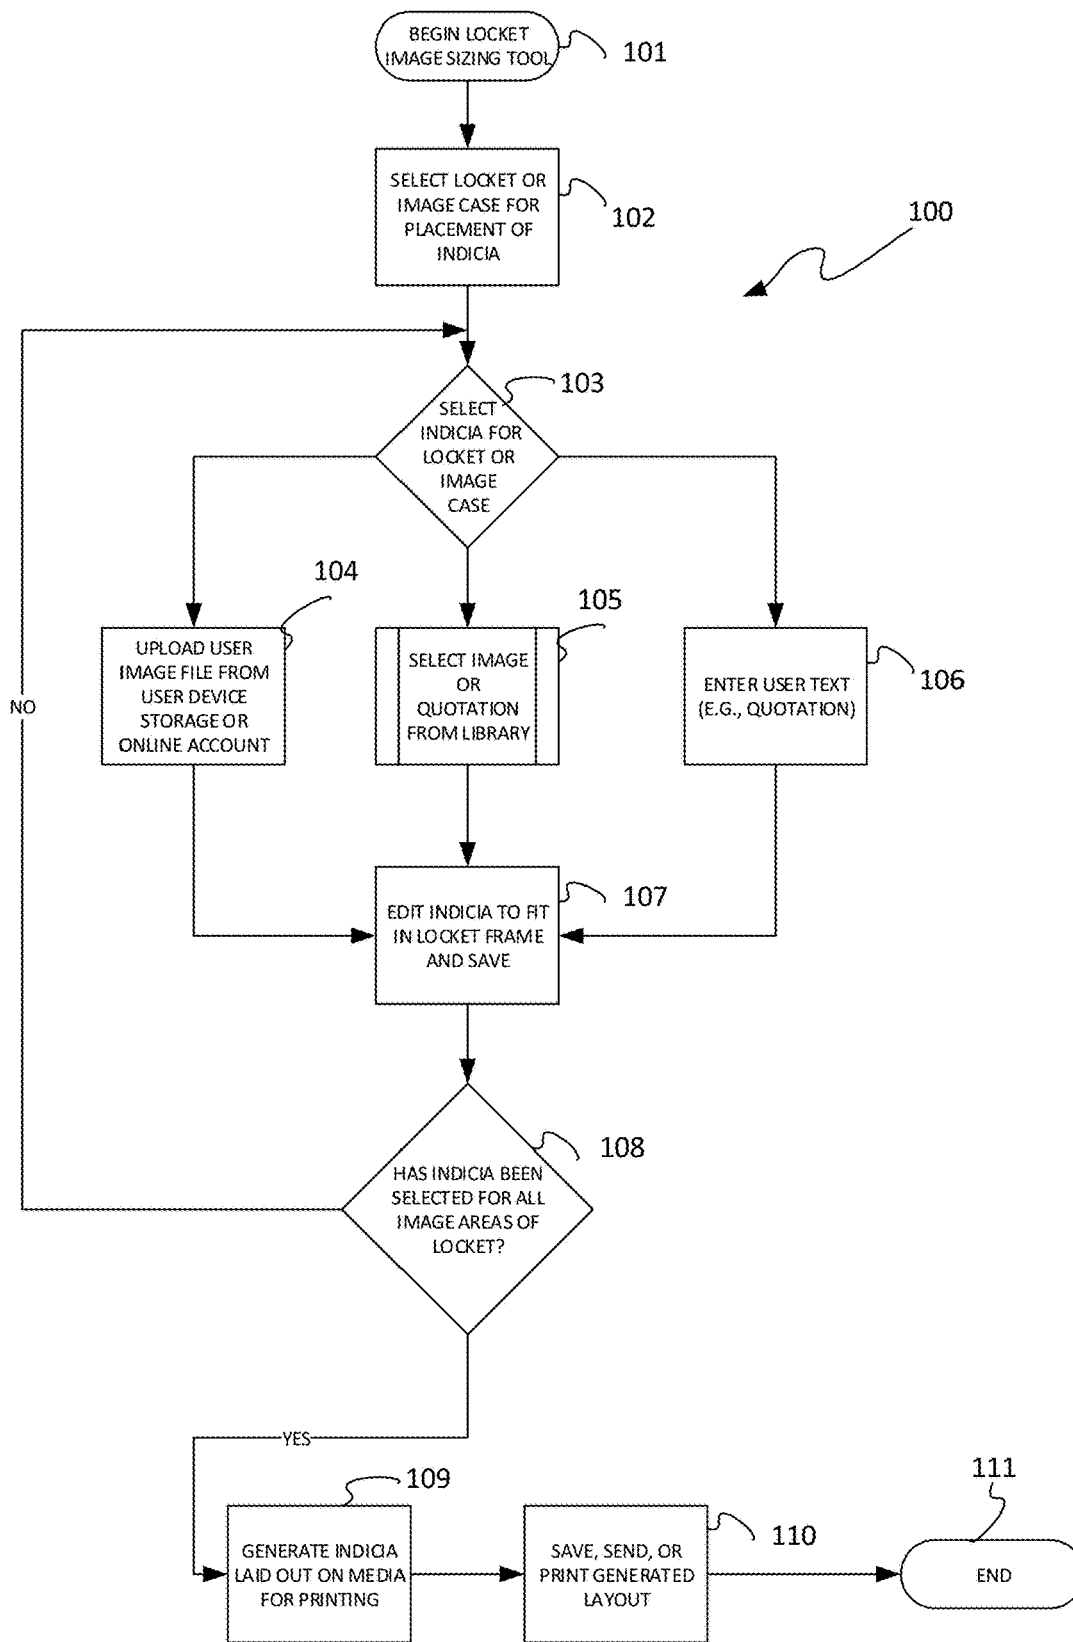 BEGIN LOCKET
IMAGE SIZING TOOL
101
SELECT LOCKET OR
IMAGE CASE FOR
PLACEMENT OF
INDICIA
102
100
103
SELECT
INDICIA FOR
LOCKET OR
IMAGE
CASE
104
UPLOAD USER
IMAGE FILE FROM
USER DEVICE
STORAGE OR
ONLINE ACCOUNT
105
SELECT IMAGE
OR
QUOTATION
FROM LIBRARY
106
ENTER USER TEXT
(E.G., QUOTATION)
NO
107
EDIT INDICIA TO FIT
IN LOCKET FRAME
AND SAVE
108
HAS INDICIA BEEN
SELECTED FOR ALL
IMAGE AREAS OF
LOCKET?
YES
109
GENERATE INDICIA
LAID OUT ON MEDIA
FOR PRINTING
110
SAVE, SEND, OR
PRINT GENERATED
LAYOUT
111
END